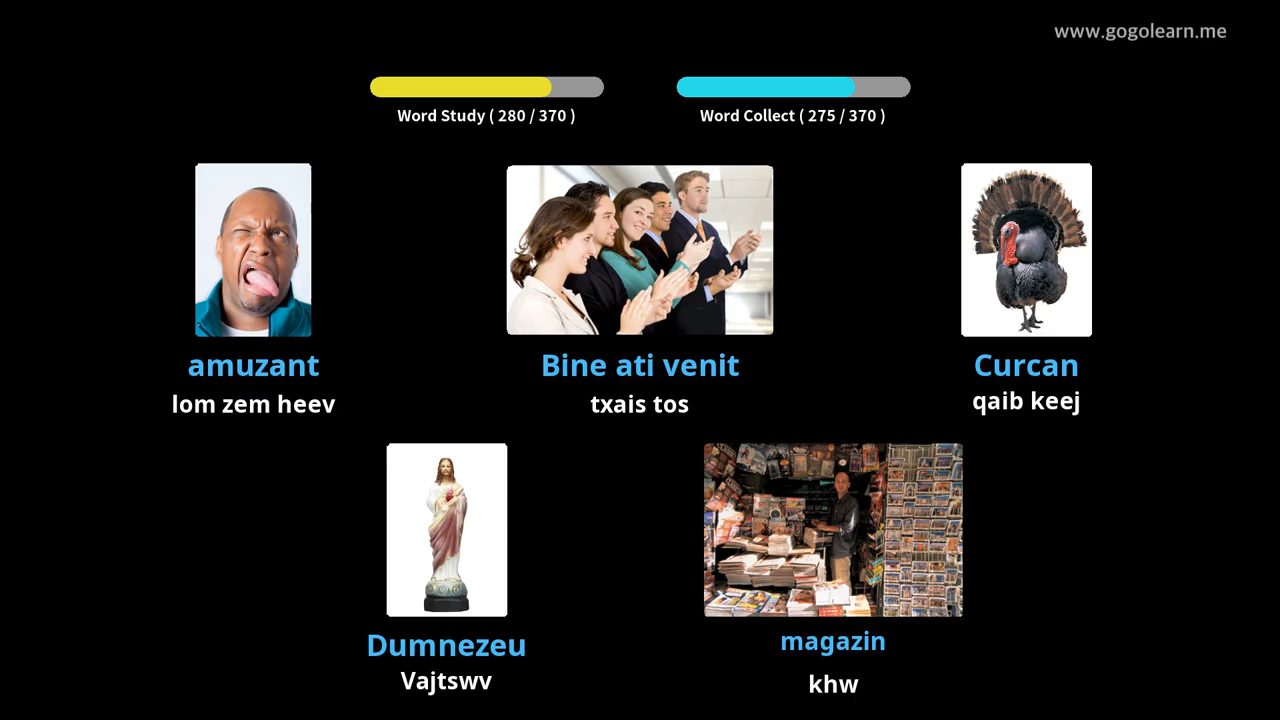 www.gogolearn.me
Word Study ( 280 / 370 )
Word Collect ( 275 / 370 )
amuzant
lom zem heev
Bine ati venit
txais tos
Curcan
qaib keej
Dumnezeu
Vajtswv
magazin
khw